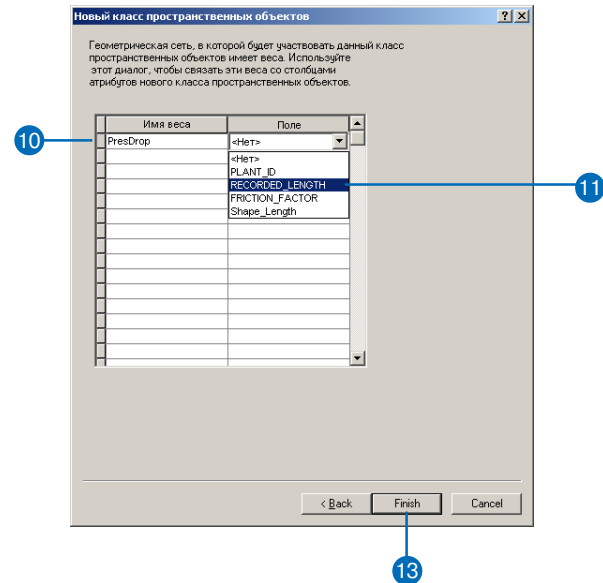 Новый класс пространственных объектов
Геометрическая сеть, в которой будет участвовать данный класс
пространственных объектов имеет веса. Используйте
этот диалог, чтобы связать эти веса со столбцами
атрибутов нового класса пространственных объектов.
Имя веса Поле
10 PresDrop <Нет>
<Нет>
PLANT_ID
RECORDED_LENGTH 11
FRICTION_FACTOR
Shape_Length
< Back Finish Cancel
13